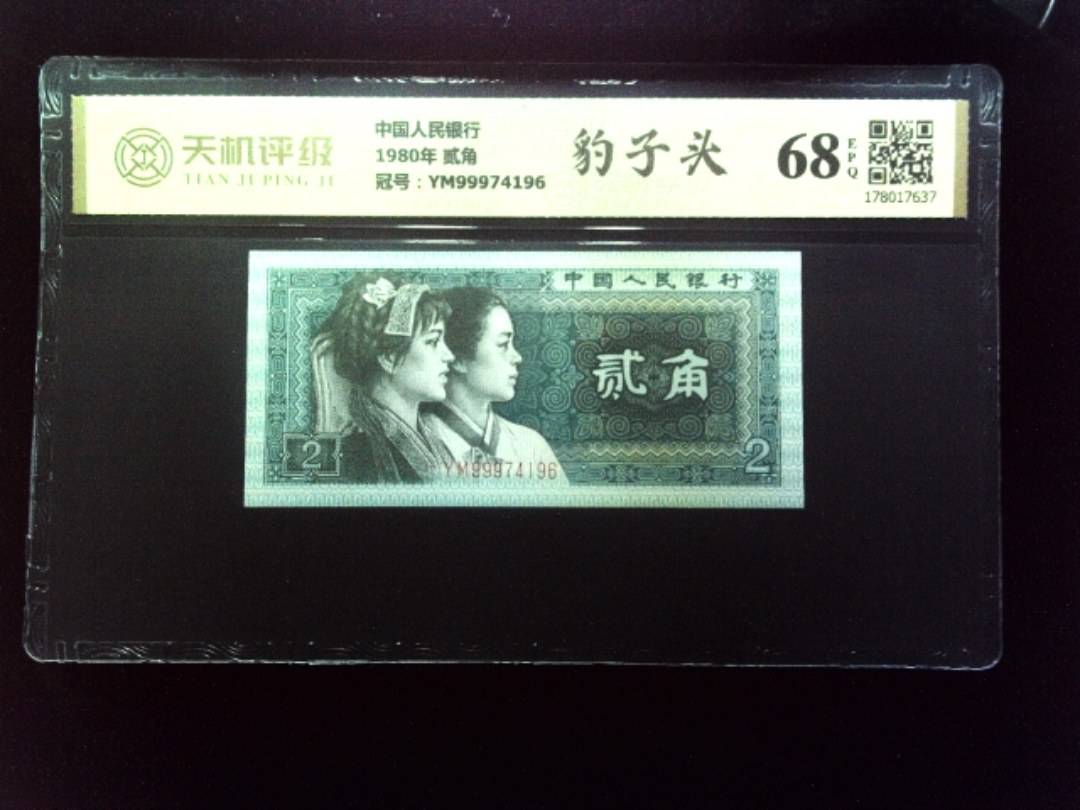 天机评级
TIAN JI PING JI
中国人民银行
1980年 贰角
冠号：YM99974196
豹子头
68
EPQ
178017637
中国人民银行
贰角
2
YM99974196
2